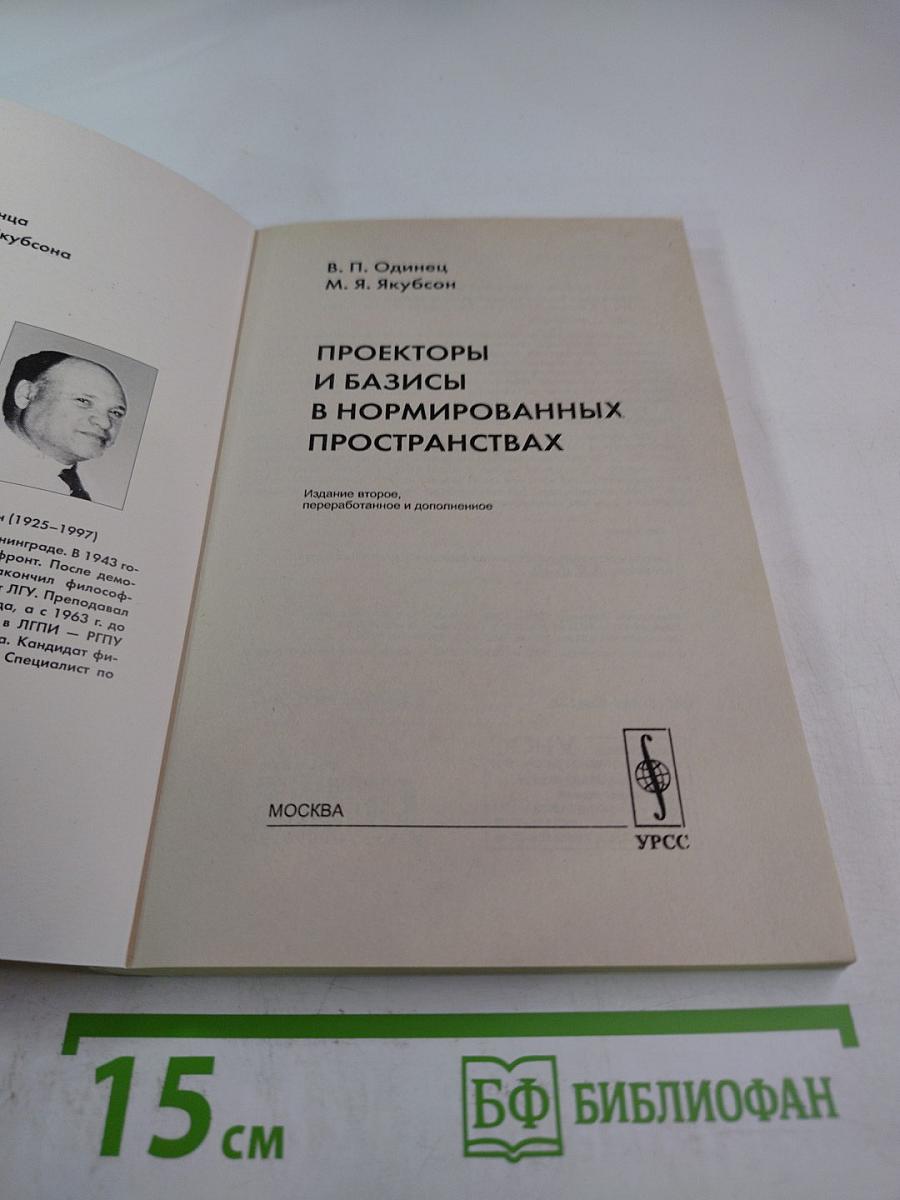 нца
кубсона
(1925–1997)
нинграде. В 1943 го-
фронт. После демо-
акончил философ-
ЛГУ. Преподавал
да, а с 1963 г. до
в ЛГПИ — РГПУ
а. Кандидат фи-
Специалист по
В. П. Одинец
М. Я. Якубсон
ПРОЕКТОРЫ
И БАЗИСЫ
В НОРМИРОВАННЫХ
ПРОСТРАНСТВАХ
Издание второе,
переработанное и дополненное
МОСКВА
УРСС
15 см
БФ БИБЛИОФАН